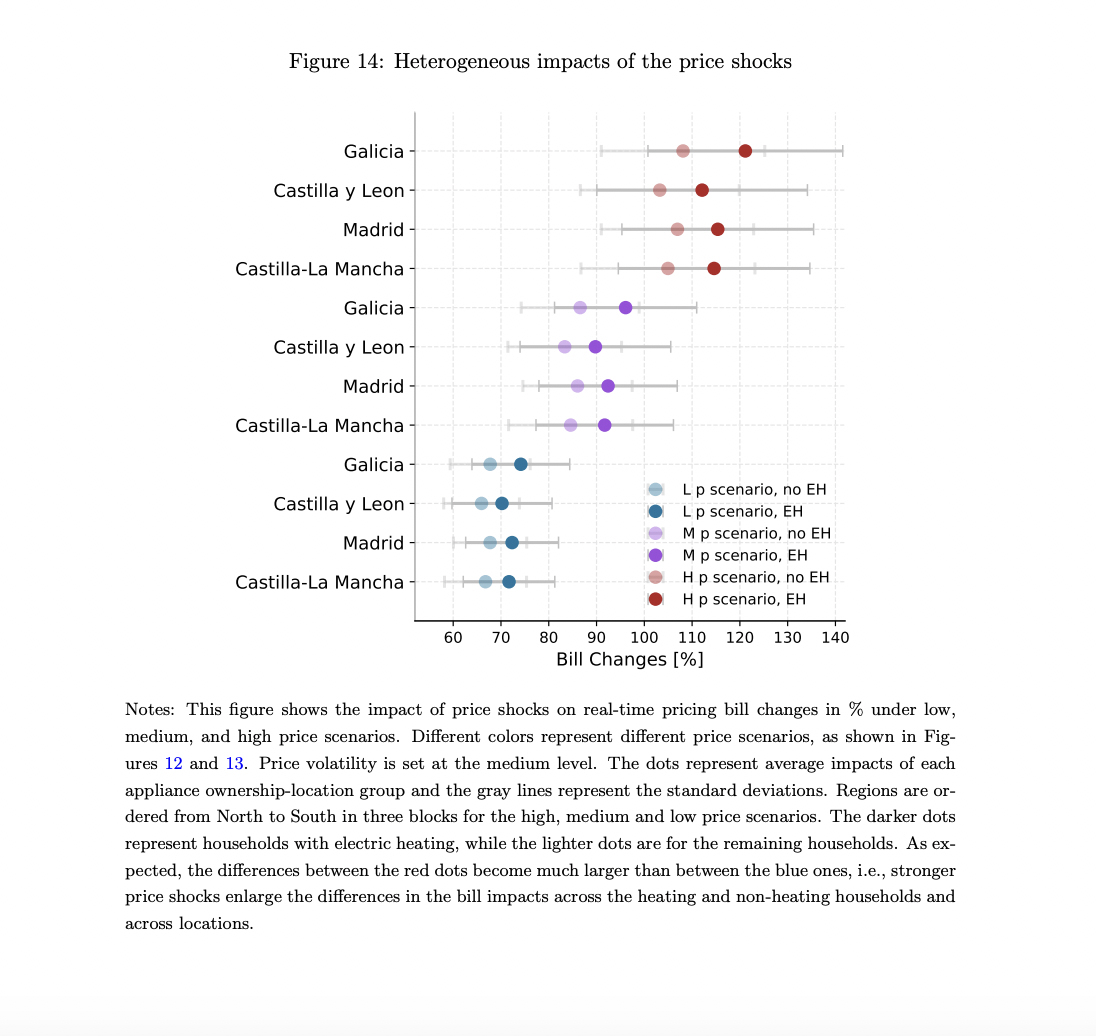 Figure 14: Heterogeneous impacts of the price shocks
Galicia
Castilla y Leon
Madrid
Castilla-La Mancha
Galicia
Castilla y Leon
Madrid
Castilla-La Mancha
Galicia
Castilla y Leon
Madrid
Castilla-La Mancha
L p scenario, no EH
L p scenario, EH
M p scenario, no EH
M p scenario, EH
H p scenario, no EH
H p scenario, EH
60 70 80 90 100 110 120 130 140
Bill Changes [%]
Notes: This figure shows the impact of price shocks on real-time pricing bill changes in % under low,
medium, and high price scenarios. Different colors represent different price scenarios, as shown in Fig-
ures 12 and 13. Price volatility is set at the medium level. The dots represent average impacts of each
appliance ownership-location group and the gray lines represent the standard deviations. Regions are or-
dered from North to South in three blocks for the high, medium and low price scenarios. The darker dots
represent households with electric heating, while the lighter dots are for the remaining households. As ex-
pected, the differences between the red dots become much larger than between the blue ones, i.e., stronger
price shocks enlarge the differences in the bill impacts across the heating and non-heating households and
across locations.